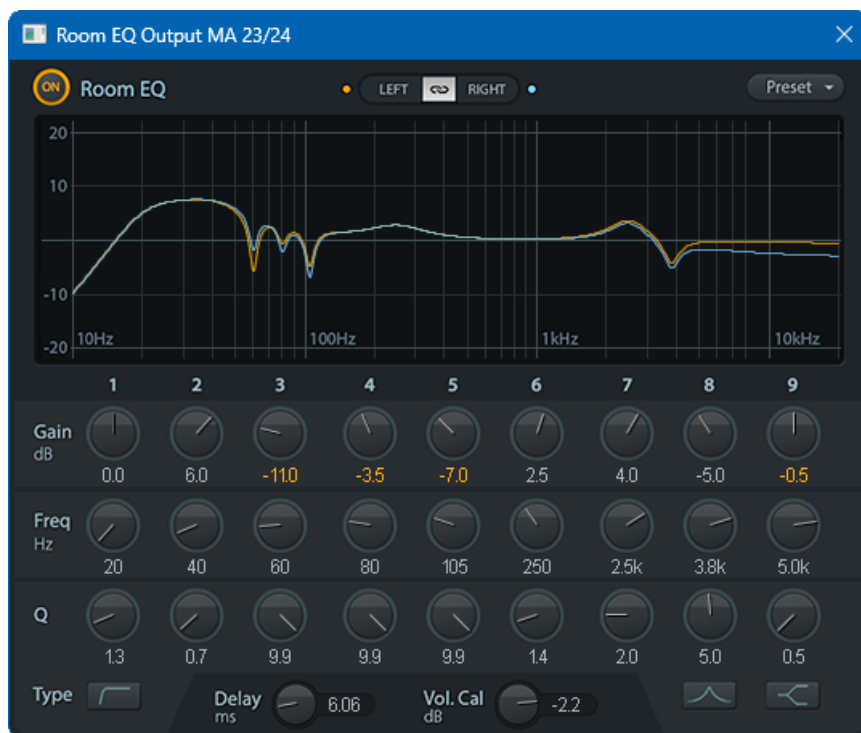 Room EQ Output MA 23/24
ON Room EQ LEFT RIGHT Preset
20
10
-10
-20
10Hz 100Hz 1kHz 10kHz
1 2 3 4 5 6 7 8 9
Gain
dB
0.0 6.0 -11.0 -3.5 -7.0 2.5 4.0 -5.0 -0.5
Freq
Hz
20 40 60 80 105 250 2.5k 3.8k 5.0k
Q
1.3 0.7 9.9 9.9 9.9 1.4 2.0 5.0 0.5
Type
Delay
ms
6.06
Vol. Cal
dB
-2.2